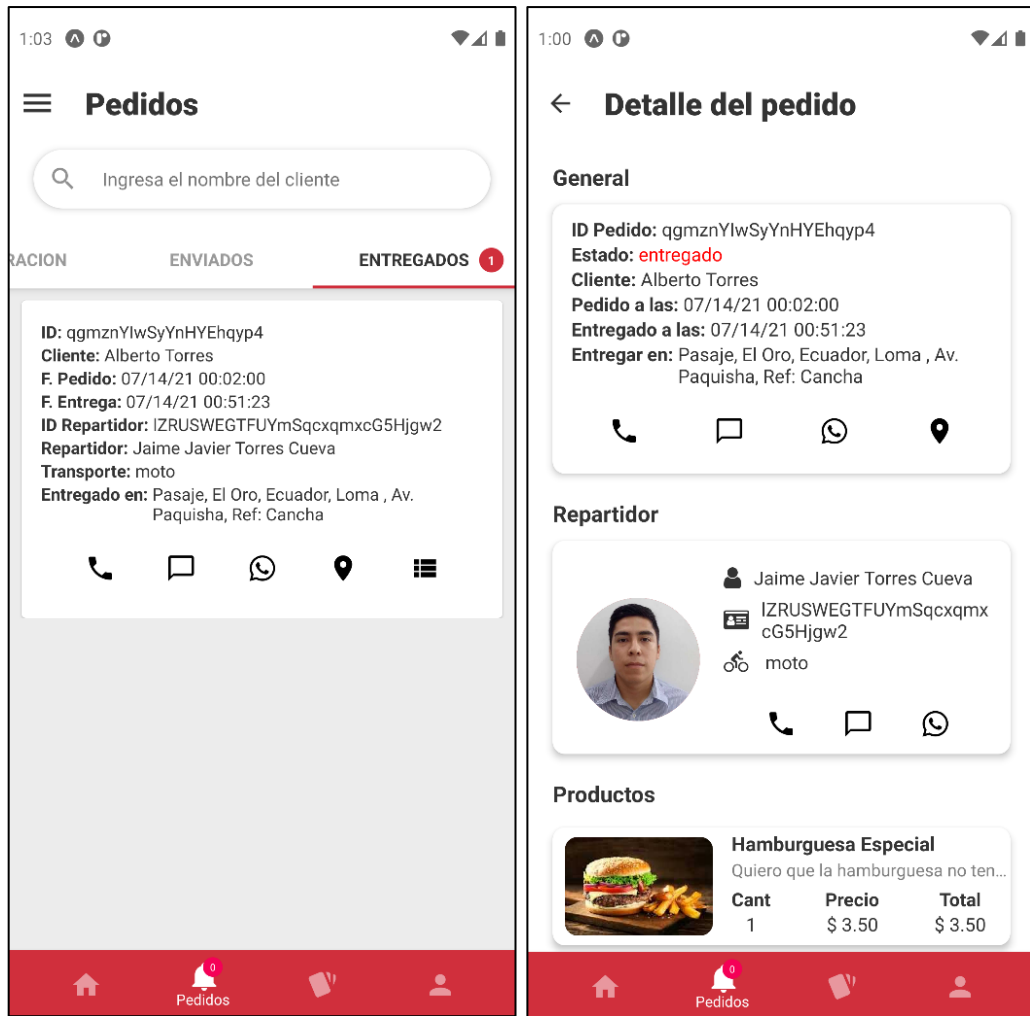 1:03
Pedidos
Ingresa el nombre del cliente
RACION ENVIADOS ENTREGADOS 1
ID: qgmznYIwSyYnHYEhqyp4
Cliente: Alberto Torres
F. Pedido: 07/14/21 00:02:00
F. Entrega: 07/14/21 00:51:23
ID Repartidor: lZRUSWEGTFUYmSqcxqmxcG5Hjgw2
Repartidor: Jaime Javier Torres Cueva
Transporte: moto
Entregado en: Pasaje, El Oro, Ecuador, Loma , Av.
Paquisha, Ref: Cancha
0
Pedidos
1:00
Detalle del pedido
General
ID Pedido: qgmznYIwSyYnHYEhqyp4
Estado: entregado
Cliente: Alberto Torres
Pedido a las: 07/14/21 00:02:00
Entregado a las: 07/14/21 00:51:23
Entregar en: Pasaje, El Oro, Ecuador, Loma , Av.
Paquisha, Ref: Cancha
Repartidor
Jaime Javier Torres Cueva
lZRUSWEGTFUYmSqcxqmx
cG5Hjgw2
moto
Productos
Hamburguesa Especial
Quiero que la hamburguesa no ten...
Cant Precio Total
1 $ 3.50 $ 3.50
0
Pedidos